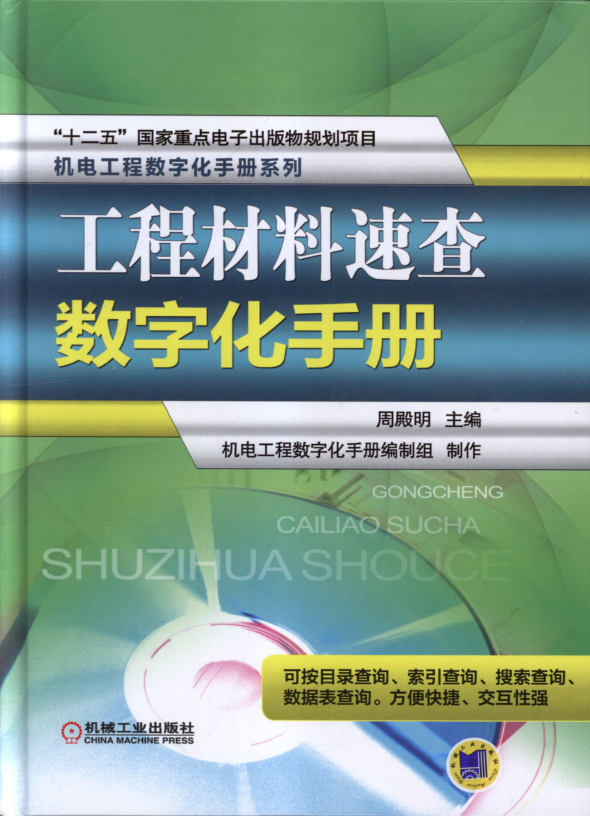 “十二五”国家重点电子出版物规划项目
机电工程数字化手册系列
工程材料速查
数字化手册
周殿明 主编
机电工程数字化手册编制组 制作
GONGCHENG
CAILIAO SUCHA
SHUZIHUA SHOUCE
可按目录查询、索引查询、搜索查询、
数据表查询。方便快捷、交互性强
机械工业出版社
CHINA MACHINE PRESS